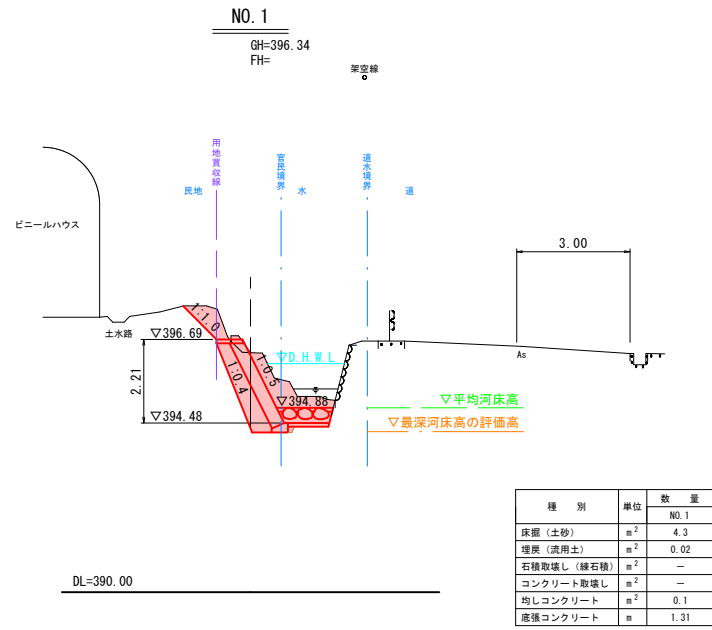 NO.1
GH=396.34
FH=
架空線
用地買収線
官民境界
道水境界
民地
水
道
ビニールハウス
3.00
1:1.0
土水路
▽396.69
1:0.5
▽D.H.W.L
As
2.21
1:0.4
▽394.88
▽平均河床高
▽394.48
▽最深河床高の評価高
DL=390.00
種 別 単位 数 量
NO.1
床掘（土砂） m2 4.3
埋戻（流用土） m2 0.02
石積取壊し（練石積） m2 －
コンクリート取壊し m2 －
均しコンクリート m2 0.1
底張コンクリート m 1.31